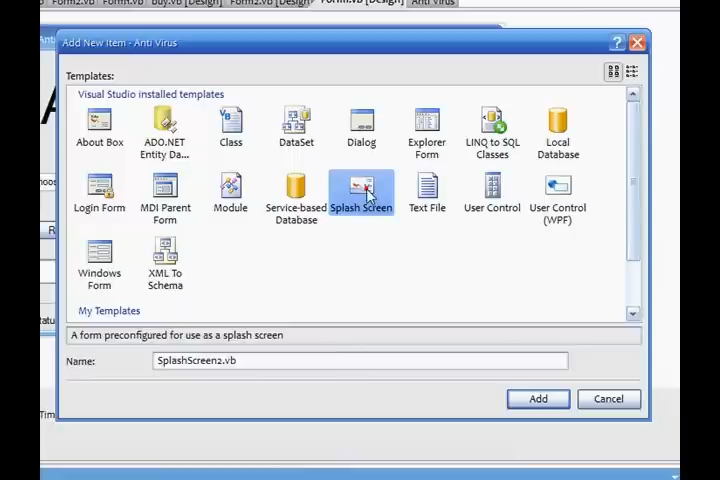 Form2.vb Form1.vb buy.vb [Design] Form2.vb [Design] Form1.vb [Design] Anti Virus
Add New Item - Anti Virus
Templates:
Visual Studio installed templates
About Box
ADO.NET Entity Da...
Class
DataSet
Dialog
Explorer Form
LINQ to SQL Classes
Local Database
Login Form
MDI Parent Form
Module
Service-based Database
Splash Screen
Text File
User Control
User Control (WPF)
Windows Form
XML To Schema
My Templates
A form preconfigured for use as a splash screen
Name:
SplashScreen2.vb
Add
Cancel